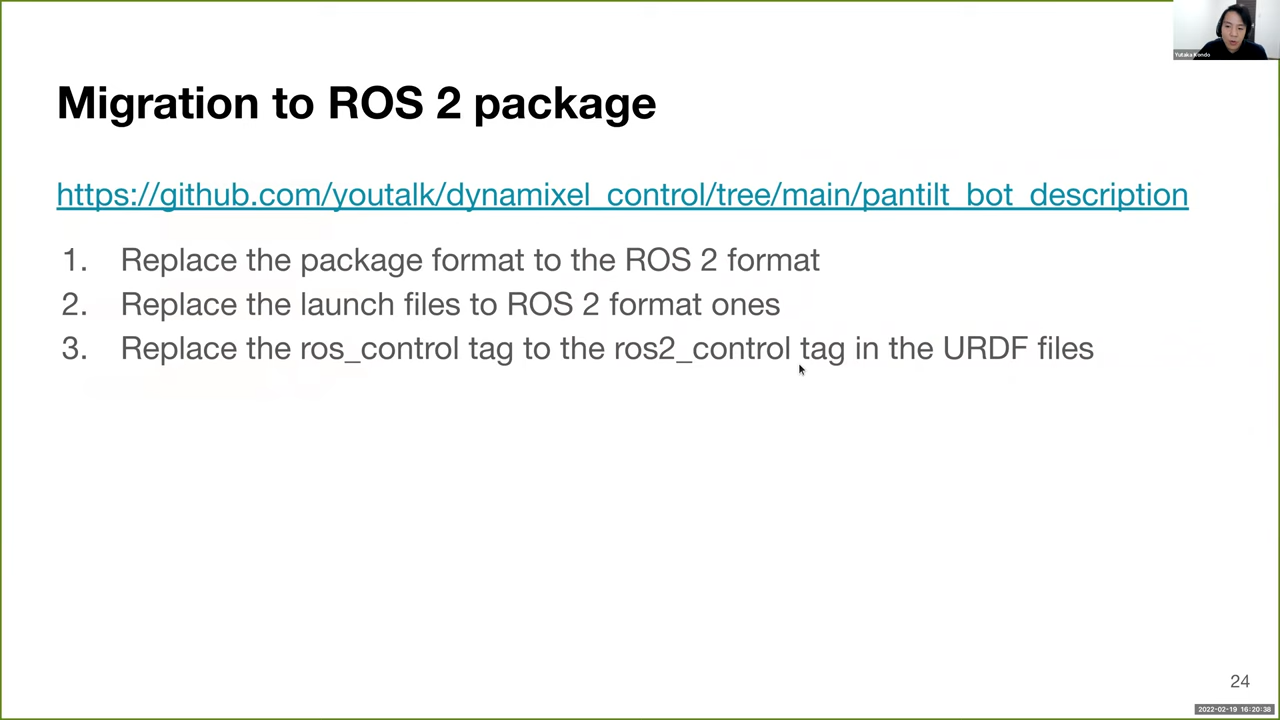 Yutaka Kondo
Migration to ROS 2 package
https://github.com/youtalk/dynamixel_control/tree/main/pantilt_bot_description
1. Replace the package format to the ROS 2 format
2. Replace the launch files to ROS 2 format ones
3. Replace the ros_control tag to the ros2_control tag in the URDF files
24
2022-02-19 16:20:38